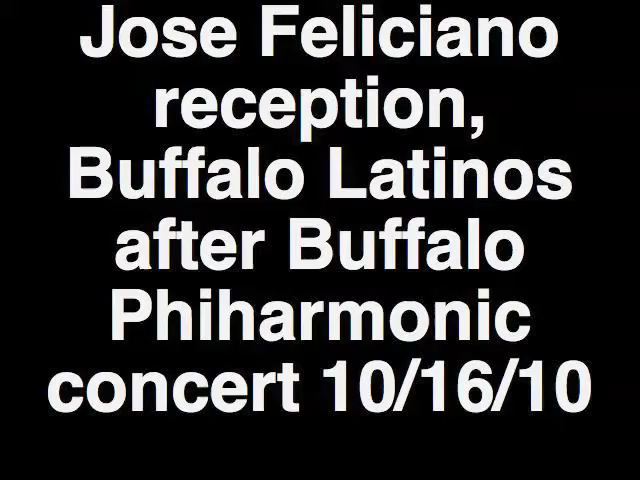 Jose Feliciano
reception,
Buffalo Latinos
after Buffalo
Phiharmonic
concert 10/16/10